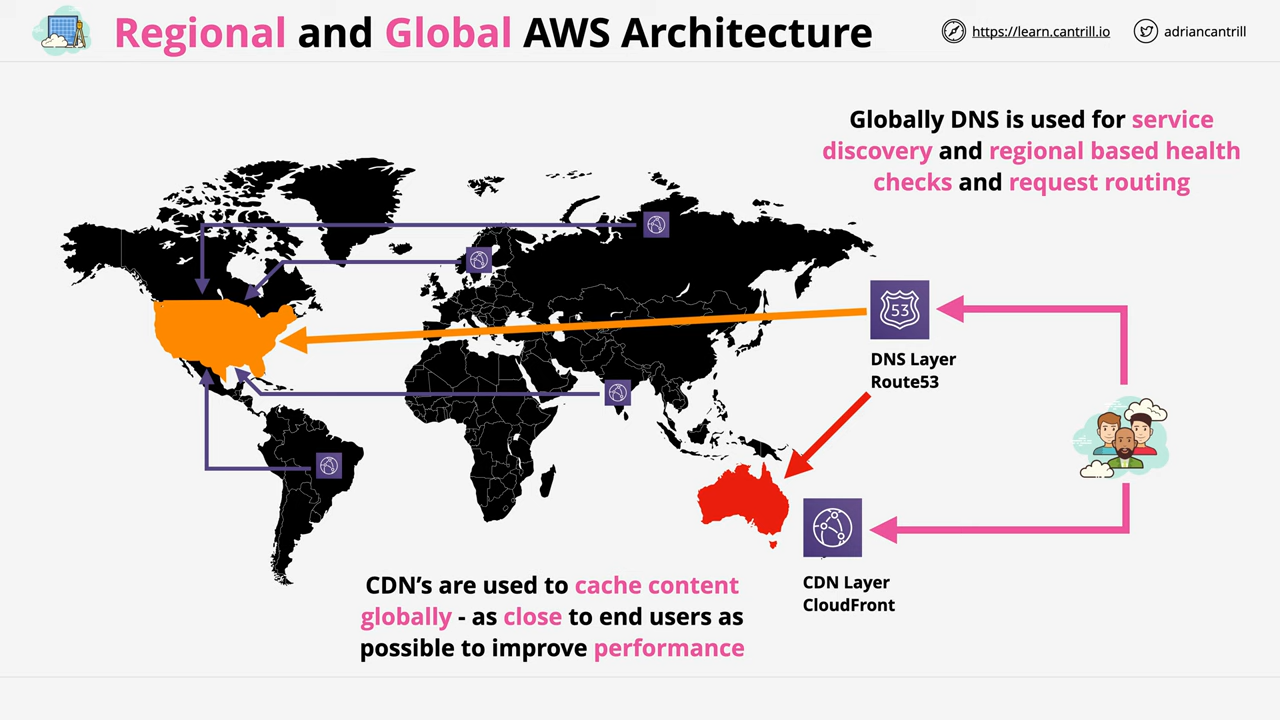 Regional and Global AWS Architecture
https://learn.cantrill.io
adriancantrill
Globally DNS is used for service
discovery and regional based health
checks and request routing
53
DNS Layer
Route53
CDN Layer
CloudFront
CDN’s are used to cache content
globally - as close to end users as
possible to improve performance